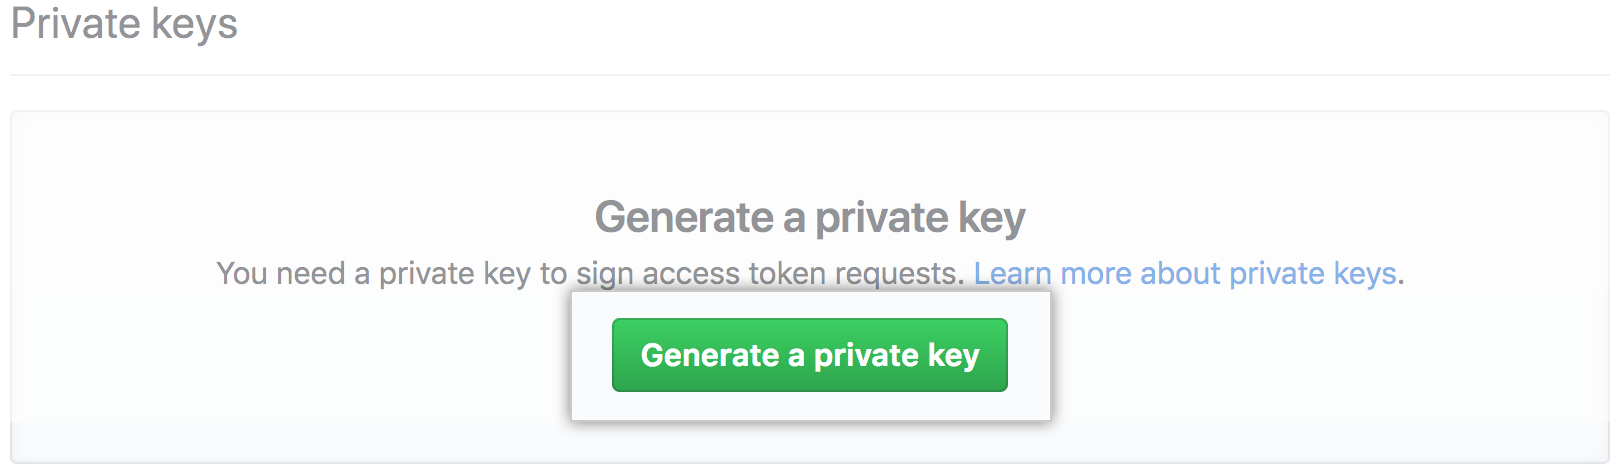 Private keys
Generate a private key
You need a private key to sign access token requests. Learn more about private keys.
Generate a private key